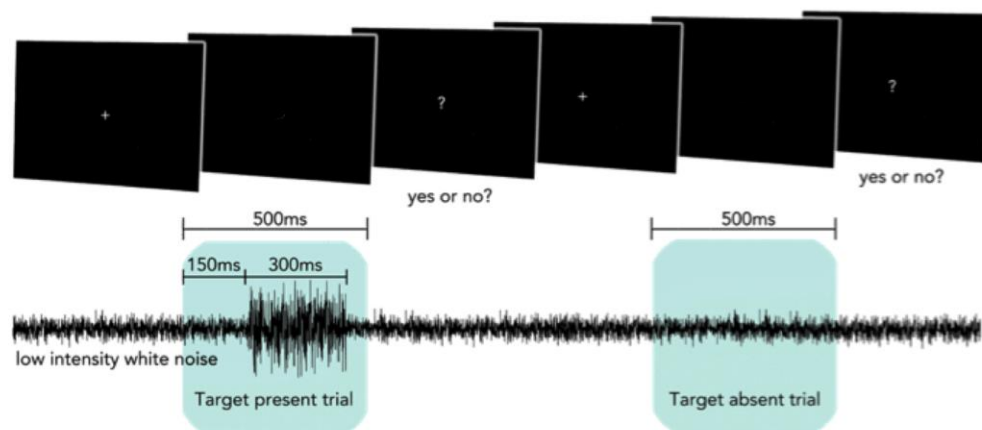 +
?
+
?
yes or no?
yes or no?
500ms
500ms
150ms
300ms
low intensity white noise
Target present trial
Target absent trial